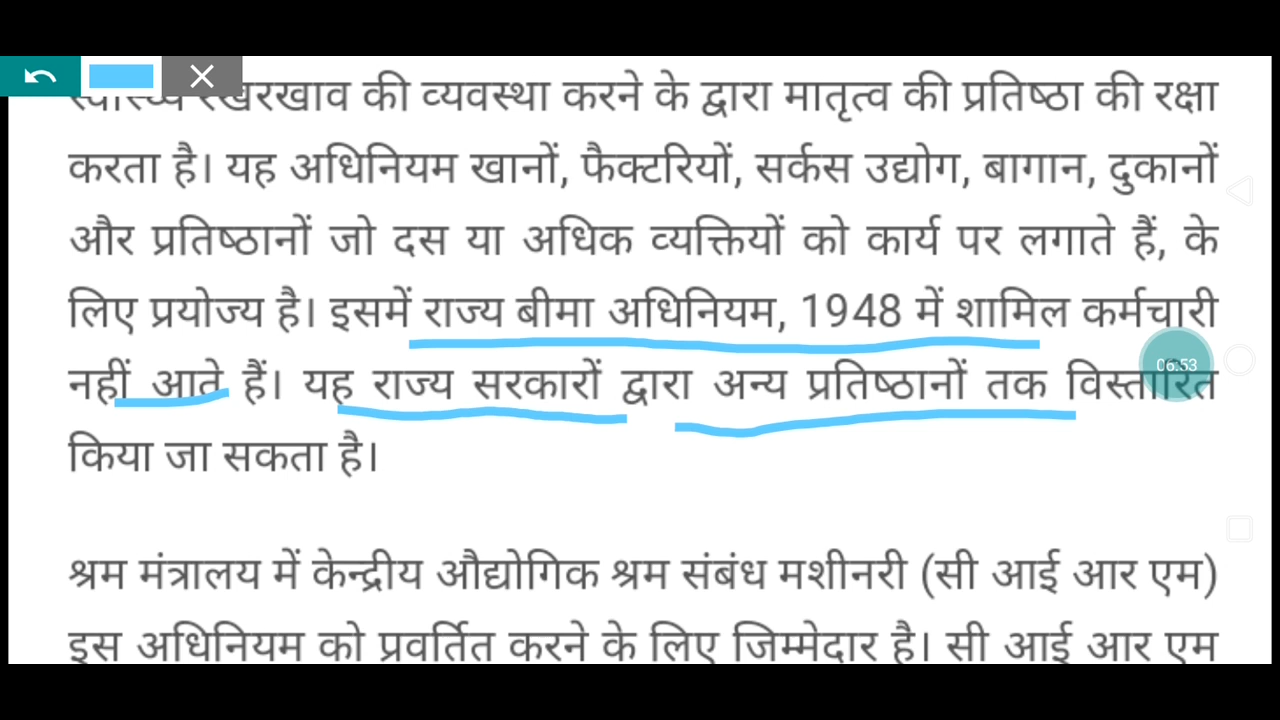 स्वास्थ्य रखरखाव की व्यवस्था करने के द्वारा मातृत्व की प्रतिष्ठा की रक्षा
करता है। यह अधिनियम खानों, फैक्टरियों, सर्कस उद्योग, बागान, दुकानों
और प्रतिष्ठानों जो दस या अधिक व्यक्तियों को कार्य पर लगाते हैं, के
लिए प्रयोज्य है। इसमें राज्य बीमा अधिनियम, 1948 में शामिल कर्मचारी
06:53
नहीं आते हैं। यह राज्य सरकारों द्वारा अन्य प्रतिष्ठानों तक विस्तारित
किया जा सकता है।
श्रम मंत्रालय में केन्द्रीय औद्योगिक श्रम संबंध मशीनरी (सी आई आर एम)
इस अधिनियम को प्रवर्तित करने के लिए जिम्मेदार है। सी आई आर एम